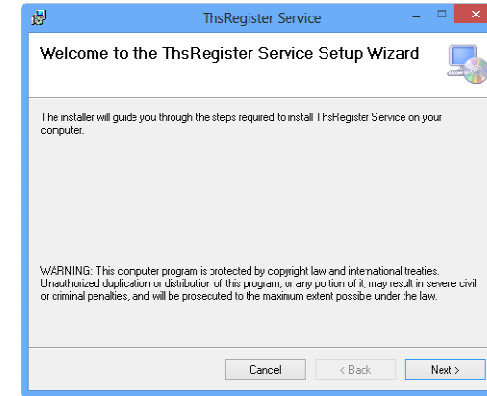 ThsRegister Service
Welcome to the ThsRegister Service Setup Wizard
The installer will guide you through the steps required to install ThsRegister Service on your
computer.
WARNING: This computer program is protected by copyright law and international treaties.
Unauthorized duplication or distribution of this program, or any portion of it, may result in severe civil
or criminal penalties, and will be prosecuted to the maximum extent possible under the law.
Cancel
< Back
Next >